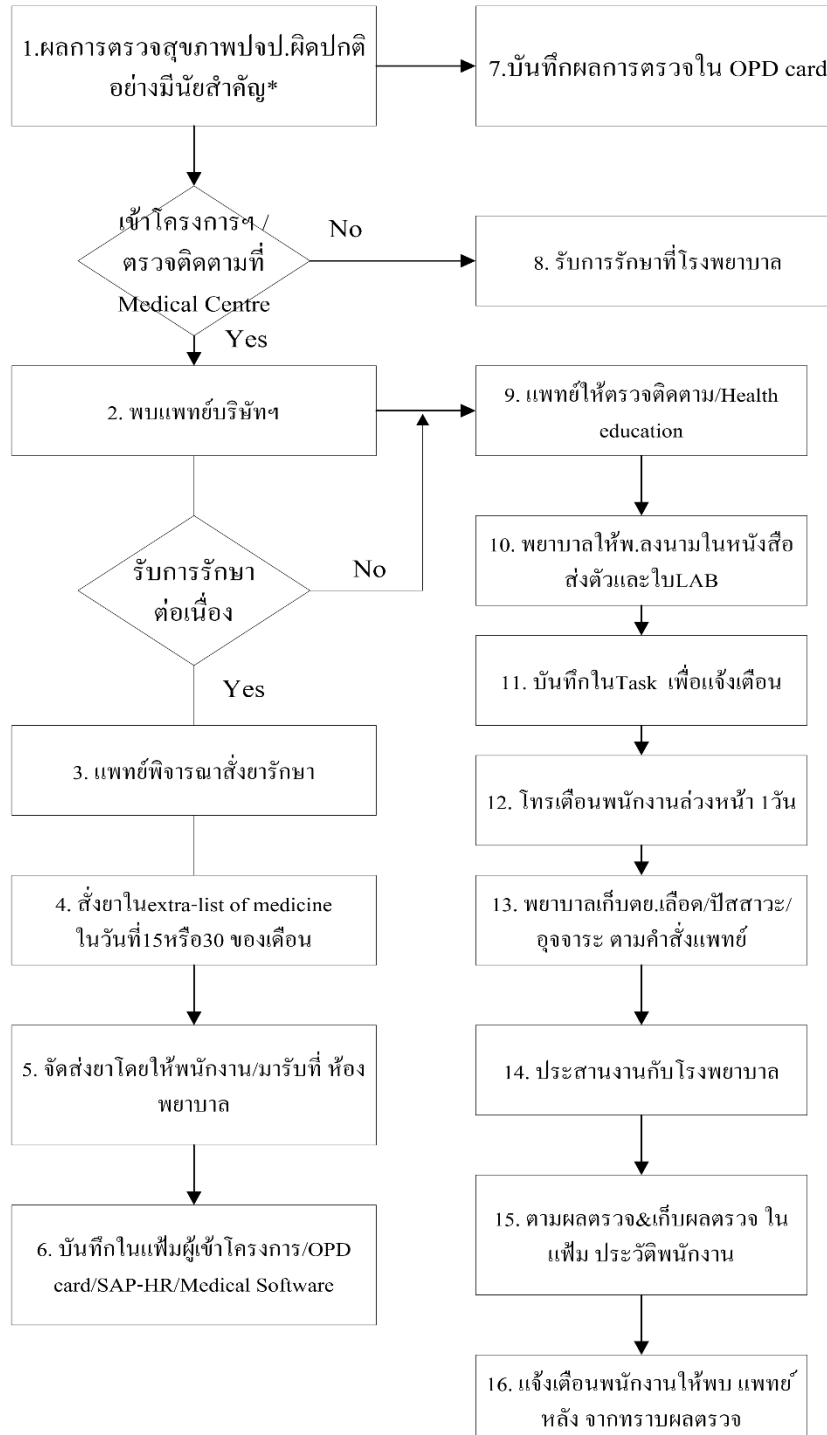 1.ผลการตรวจสุขภาพปจป.ผิดปกติ
อย่างมีนัยสำคัญ*
7.บันทึกผลการตรวจใน OPD card
เข้าโครงการฯ /
ตรวจติดตามที่
Medical Centre
No
8. รับการรักษาที่โรงพยาบาล
Yes
2. พบแพทย์บริษัทฯ
9. แพทย์ให้ตรวจติดตาม/Health
education
รับการรักษา
ต่อเนื่อง
No
10. พยาบาลให้พ.ลงนามในหนังสือ
ส่งตัวและใบLAB
Yes
11. บันทึกในTask เพื่อแจ้งเตือน
3. แพทย์พิจารณาสั่งยารักษา
12. โทรเตือนพนักงานล่วงหน้า 1วัน
4. สั่งยาในextra-list of medicine
ในวันที่15หรือ30 ของเดือน
13. พยาบาลเก็บตย.เลือด/ปัสสาวะ/
อุจจาระ ตามคำสั่งแพทย์
5. จัดส่งยาโดยให้พนักงาน/มารับที่ ห้อง
พยาบาล
14. ประสานงานกับโรงพยาบาล
6. บันทึกในแฟ้มผู้เข้าโครงการ/OPD
card/SAP-HR/Medical Software
15. ตามผลตรวจ&เก็บผลตรวจ ใน
แฟ้ม ประวัติพนักงาน
16. แจ้งเตือนพนักงานให้พบ แพทย์
หลัง จากทราบผลตรวจ